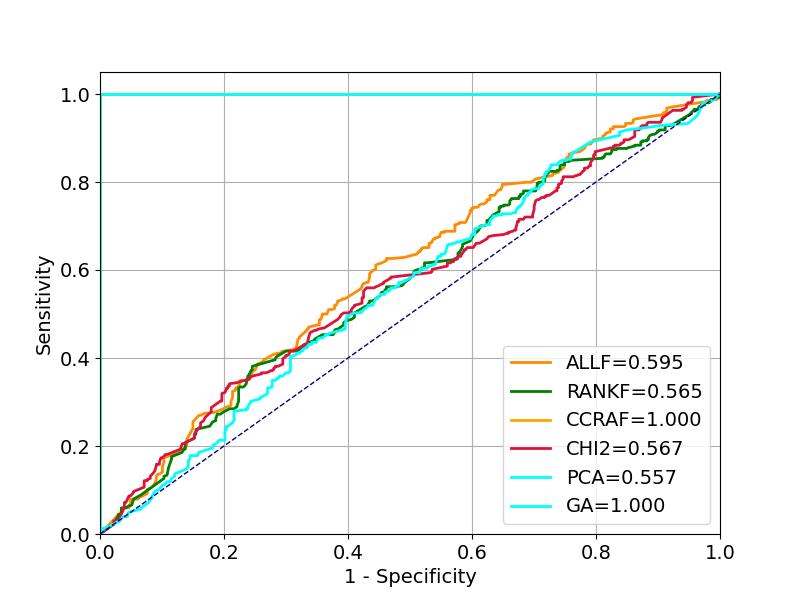 1.0
0.8
0.6
0.4
0.2
0.0
Sensitivity
ALLF=0.595
RANKF=0.565
CCRAF=1.000
CHI2=0.567
PCA=0.557
GA=1.000
0.0 0.2 0.4 0.6 0.8 1.0
1 - Specificity